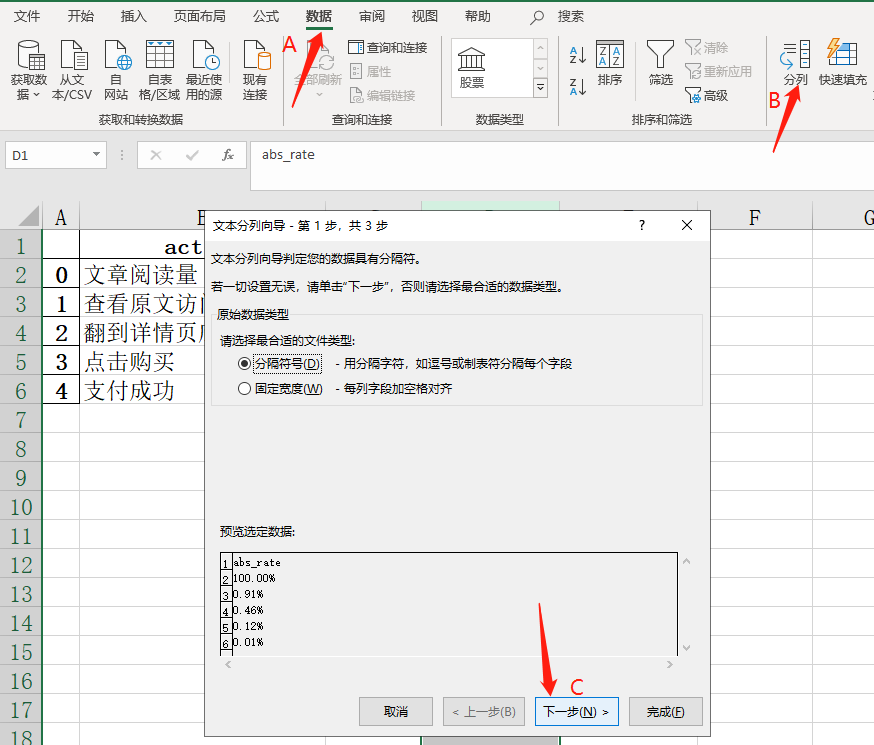 文件 开始 插入 页面布局 公式 数据 审阅 视图 帮助 搜索
A
获取数据 从文本/CSV 自网站 自表格/区域 最近使用的源 现有连接
获取和转换数据
全部刷新 查询和连接
属性
编辑链接
查询和连接
股票
数据类型
排序 筛选 清除
重新应用
高级
排序和筛选
分列 快速填充
B
D1 fx abs_rate
A F G
1 act
2 0 文章阅读量
3 1 查看原文访
4 2 翻到详情页
5 3 点击购买
6 4 支付成功
7
8
9
10
11
12
13
14
15
16
17
18
文本分列向导 - 第 1 步，共 3 步 ?
文本分列向导判定您的数据具有分隔符。
若一切设置无误，请单击“下一步”，否则请选择最合适的数据类型。
原始数据类型
请选择最合适的文件类型:
分隔符号(D) - 用分隔字符，如逗号或制表符分隔每个字段
固定宽度(W) - 每列字段加空格对齐
预览选定数据:
1 abs_rate
2 100.00%
3 0.91%
4 0.46%
5 0.12%
6 0.01%
C
取消 < 上一步(B) 下一步(N) > 完成(F)